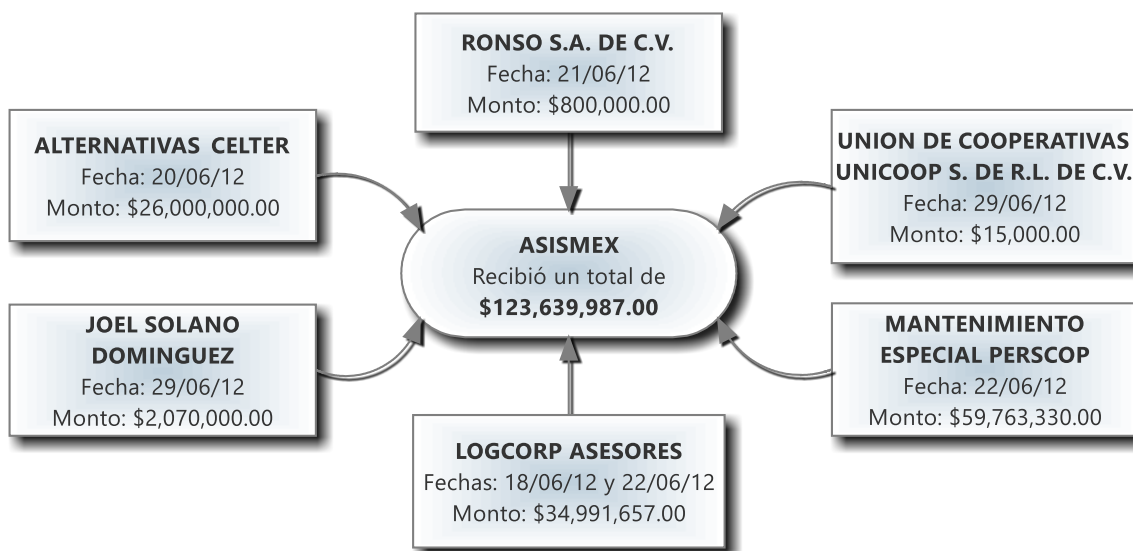 RONSO S.A. DE C.V.
Fecha: 21/06/12
Monto: $800,000.00
ALTERNATIVAS CELTER
Fecha: 20/06/12
Monto: $26,000,000.00
UNION DE COOPERATIVAS
UNICOOP S. DE R.L. DE C.V.
Fecha: 29/06/12
Monto: $15,000.00
ASISMEX
Recibió un total de
$123,639,987.00
JOEL SOLANO
DOMINGUEZ
Fecha: 29/06/12
Monto: $2,070,000.00
MANTENIMIENTO
ESPECIAL PERSCOP
Fecha: 22/06/12
Monto: $59,763,330.00
LOGCORP ASESORES
Fechas: 18/06/12 y 22/06/12
Monto: $34,991,657.00